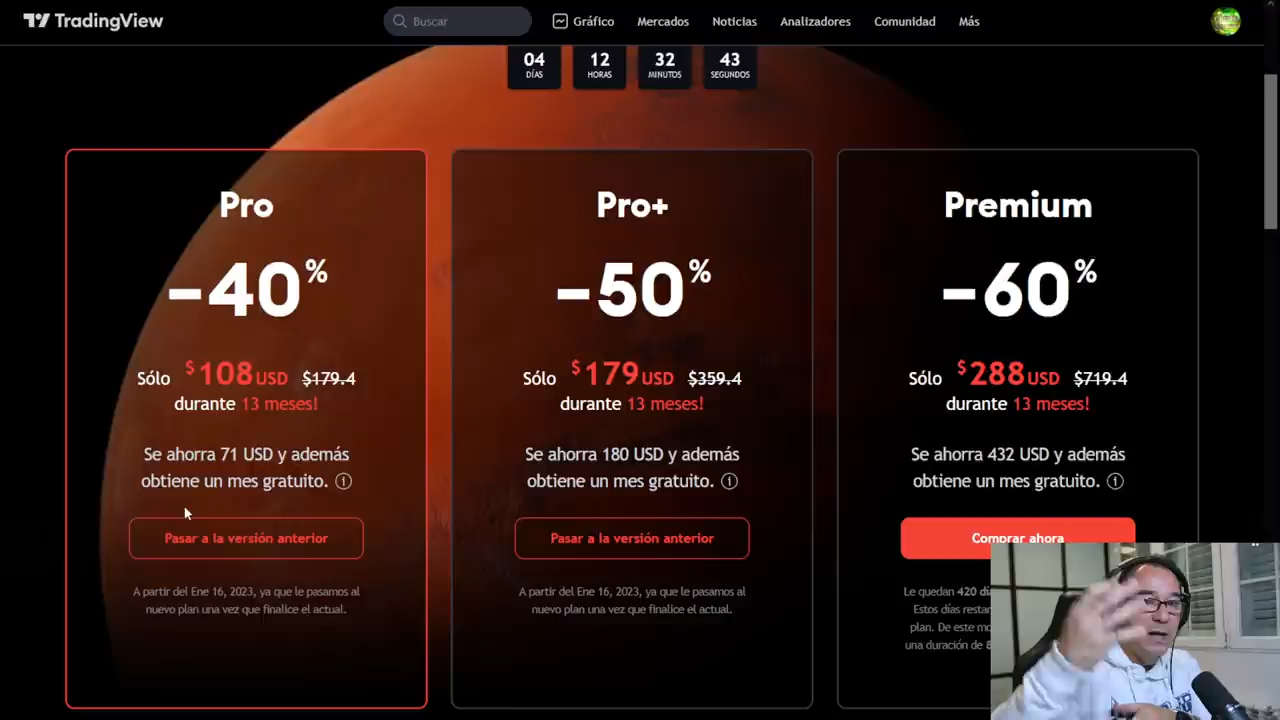 TradingView
Buscar
Gráfico
Mercados
Noticias
Analizadores
Comunidad
Más
04
DÍAS
12
HORAS
32
MINUTOS
43
SEGUNDOS
Pro
-40%
Sólo $108 USD $179.4
durante 13 meses!
Se ahorra 71 USD y además
obtiene un mes gratuito.
Pasar a la versión anterior
A partir del Ene 16, 2023, ya que le pasamos al
nuevo plan una vez que finalice el actual.
Pro+
-50%
Sólo $179 USD $359.4
durante 13 meses!
Se ahorra 180 USD y además
obtiene un mes gratuito.
Pasar a la versión anterior
A partir del Ene 16, 2023, ya que le pasamos al
nuevo plan una vez que finalice el actual.
Premium
-60%
Sólo $288 USD $719.4
durante 13 meses!
Se ahorra 432 USD y además
obtiene un mes gratuito.
Comprar ahora
Le quedan 420
Estos días
plan. De este
una duración de